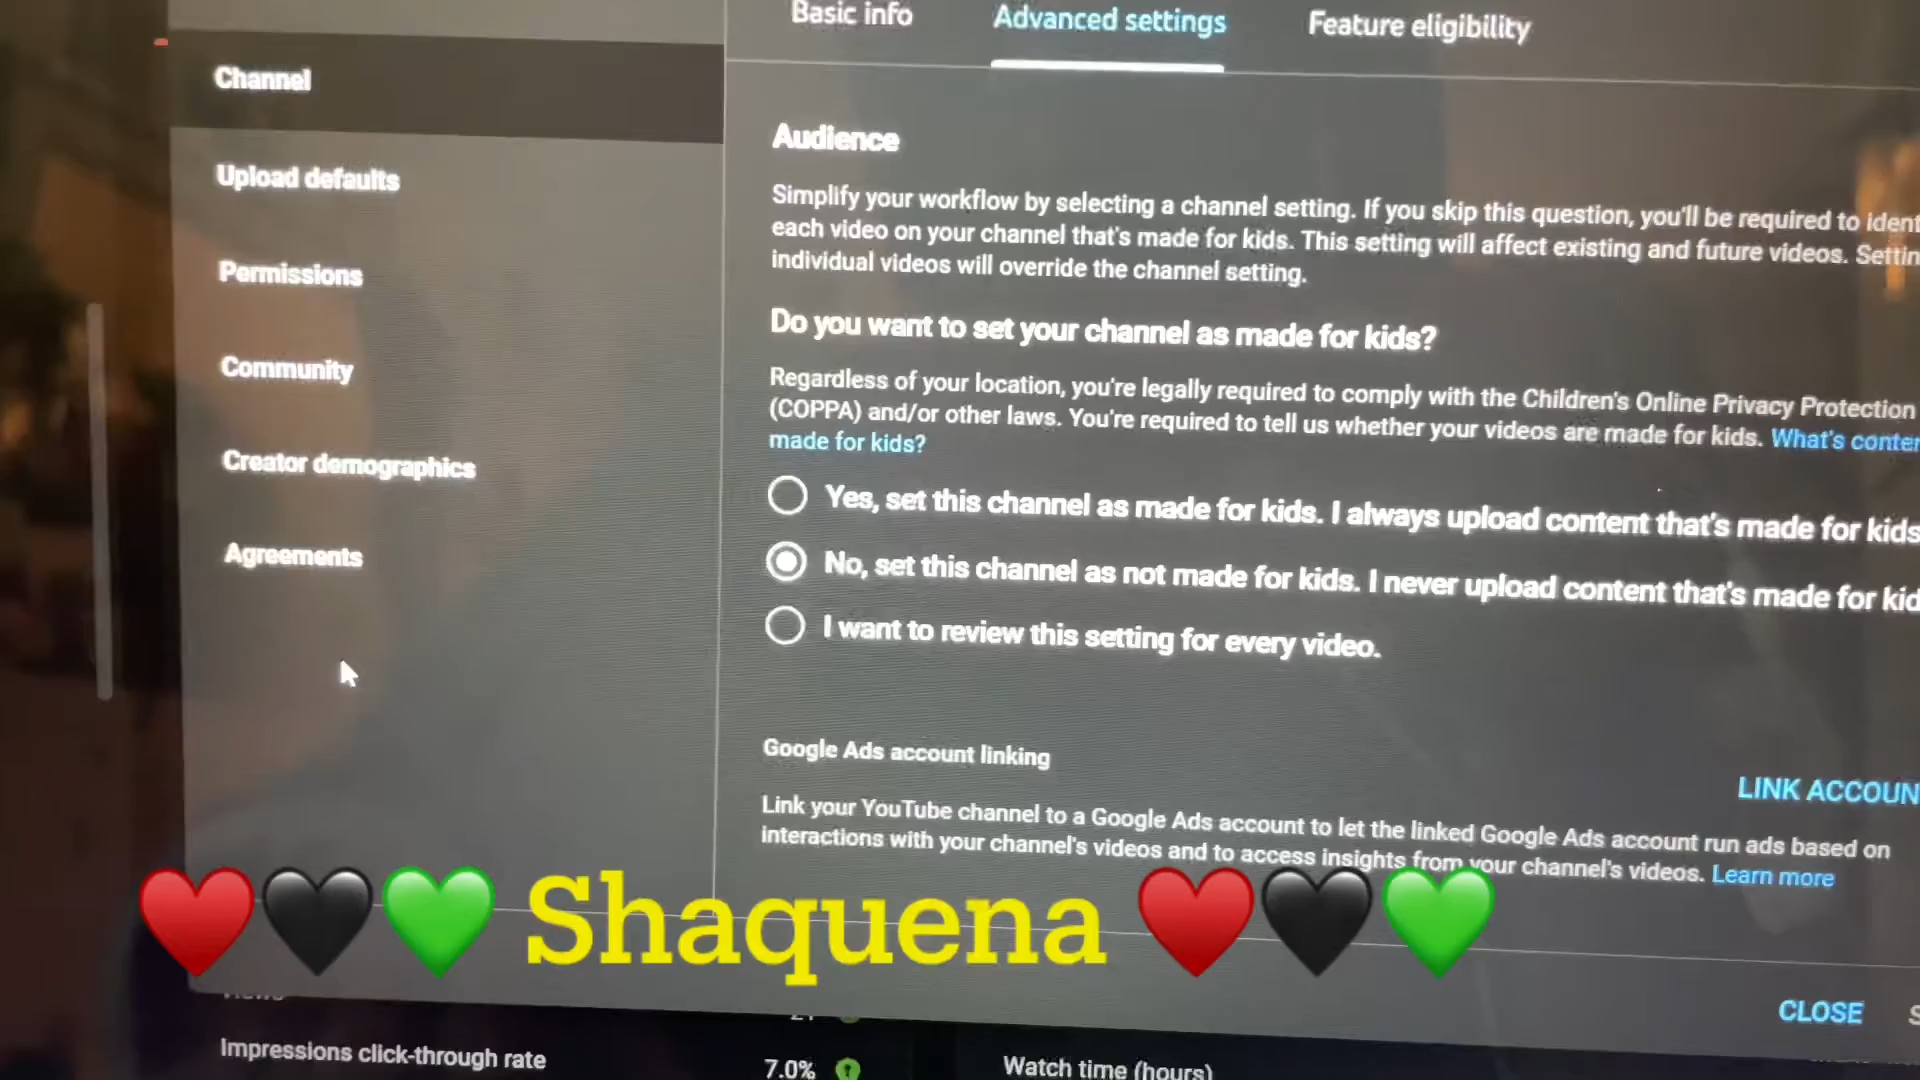 Basic info
Advanced settings
Feature eligibility
Channel
Upload defaults
Permissions
Community
Creator demographics
Agreements
Audience
Simplify your workflow by selecting a channel setting. If you skip this question, you'll be required to ident
each video on your channel that's made for kids. This setting will affect existing and future videos. Settin
individual videos will override the channel setting.
Do you want to set your channel as made for kids?
Regardless of your location, you're legally required to comply with the Children's Online Privacy Protection
(COPPA) and/or other laws. You're required to tell us whether your videos are made for kids. What's conten
made for kids?
Yes, set this channel as made for kids. I always upload content that's made for kids
No, set this channel as not made for kids. I never upload content that's made for kid
I want to review this setting for every video.
Google Ads account linking
LINK ACCOUN
Link your YouTube channel to a Google Ads account to let the linked Google Ads account run ads based on
interactions with your channel's videos and to access insights from your channel's videos. Learn more
❤️🖤💚 Shaquena ❤️🖤💚
CLOSE
Impressions click-through rate
7.0%
Watch time (hours)